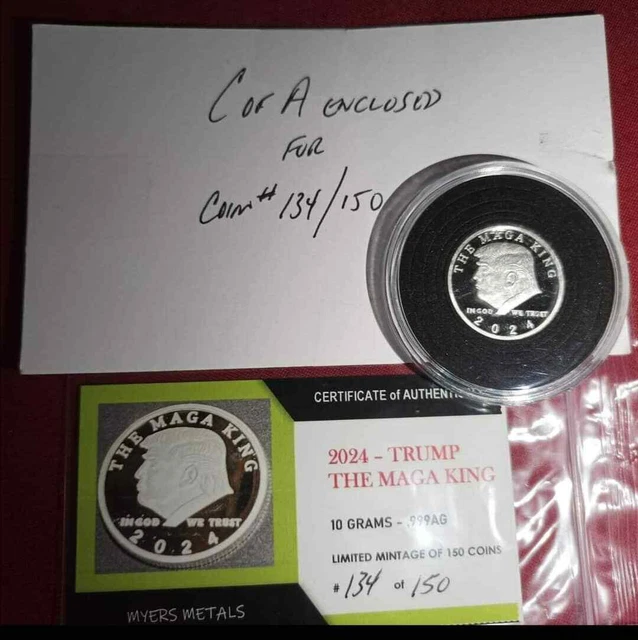 C of A ENCLOSED
FOR
Coin # 134/150
THE MAGA KING
IN GOD WE TRUST
2024
CERTIFICATE of
THE MAGA KING
IN GOD WE TRUST
2024
2024 - TRUMP
THE MAGA KING
10 GRAMS - .999AG
LIMITED MINTAGE OF 150 COINS
# 134 of 150
MYERS METALS